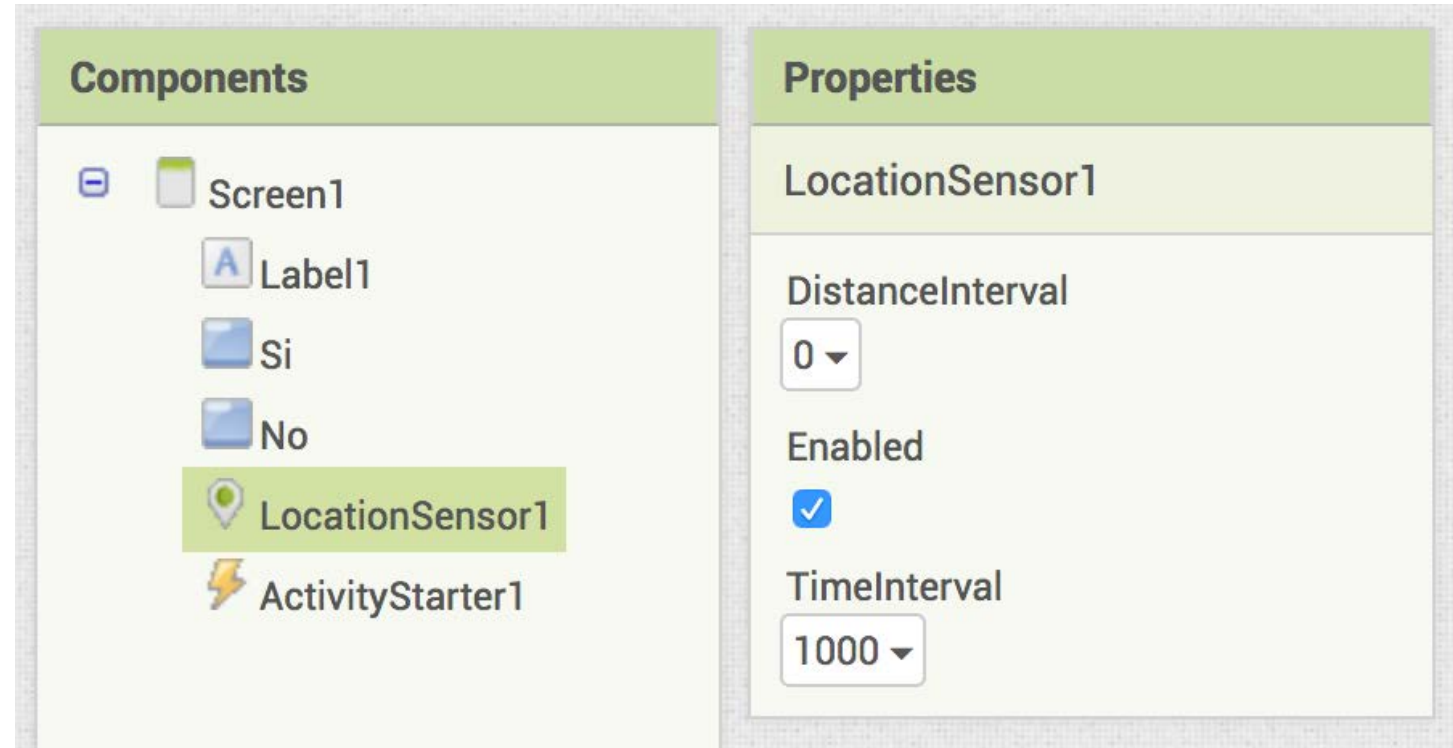 Components
Screen1
Label1
Si
No
LocationSensor1
ActivityStarter1
Properties
LocationSensor1
DistanceInterval
0
Enabled
TimeInterval
1000